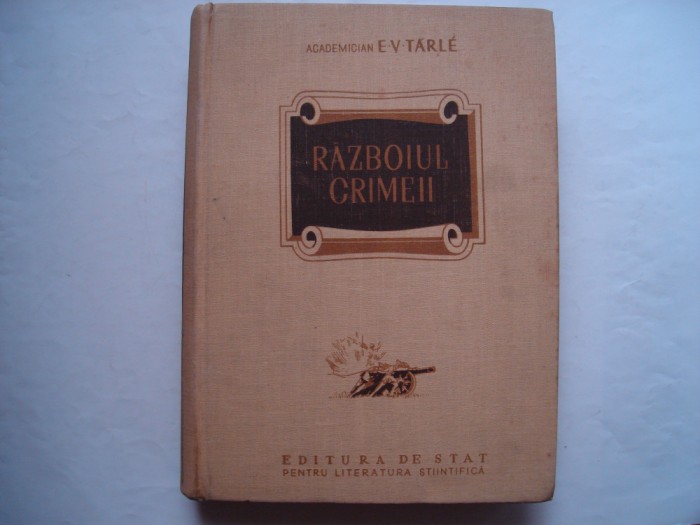 ACADEMICIAN E·V·TARLÉ
RĂZBOIUL
CRIMEII
EDITURA DE STAT
PENTRU LITERATURA ȘTIINȚIFICĂ